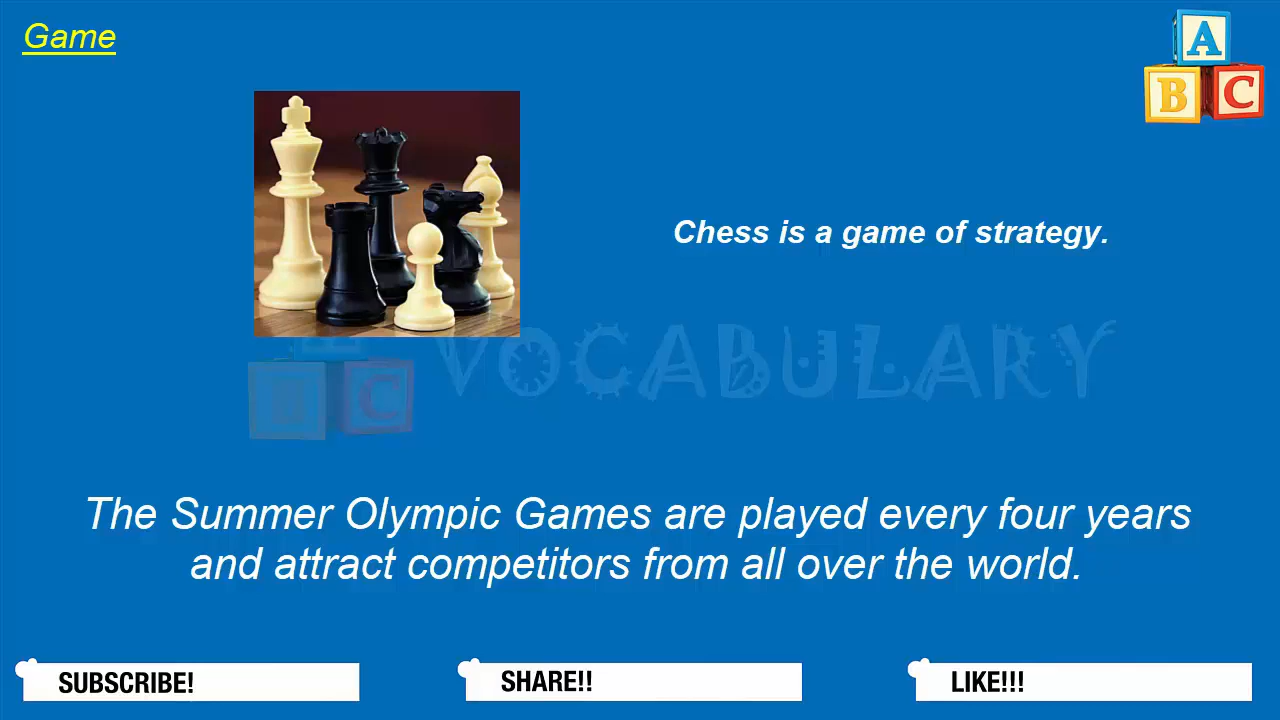 Game
A
B C
Chess is a game of strategy.
B C VOCABULARY
The Summer Olympic Games are played every four years
and attract competitors from all over the world.
SUBSCRIBE!
SHARE!!
LIKE!!!